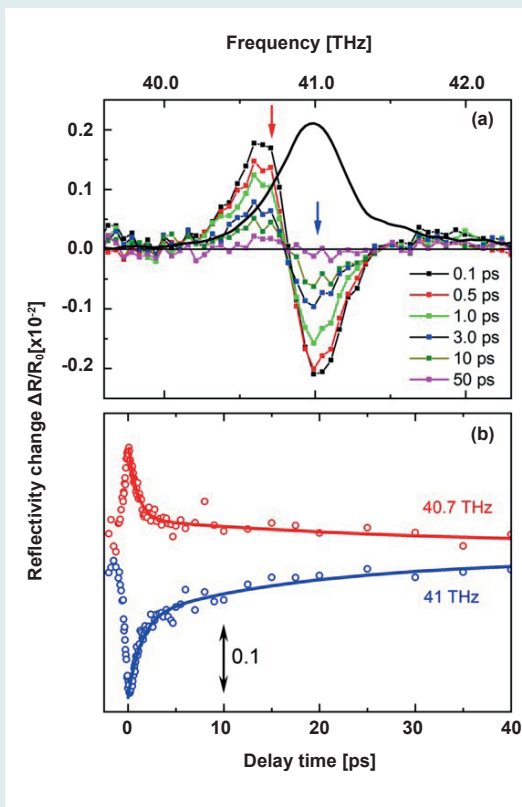 Frequency [THz]
40.0 41.0 42.0
(a)
0.2
0.1
0.0
-0.1
-0.2
0.1 ps
0.5 ps
1.0 ps
3.0 ps
10 ps
50 ps
Reflectivity change ΔR/R₀[x10⁻²]
(b)
40.7 THz
41 THz
0.1
0 10 20 30 40
Delay time [ps]